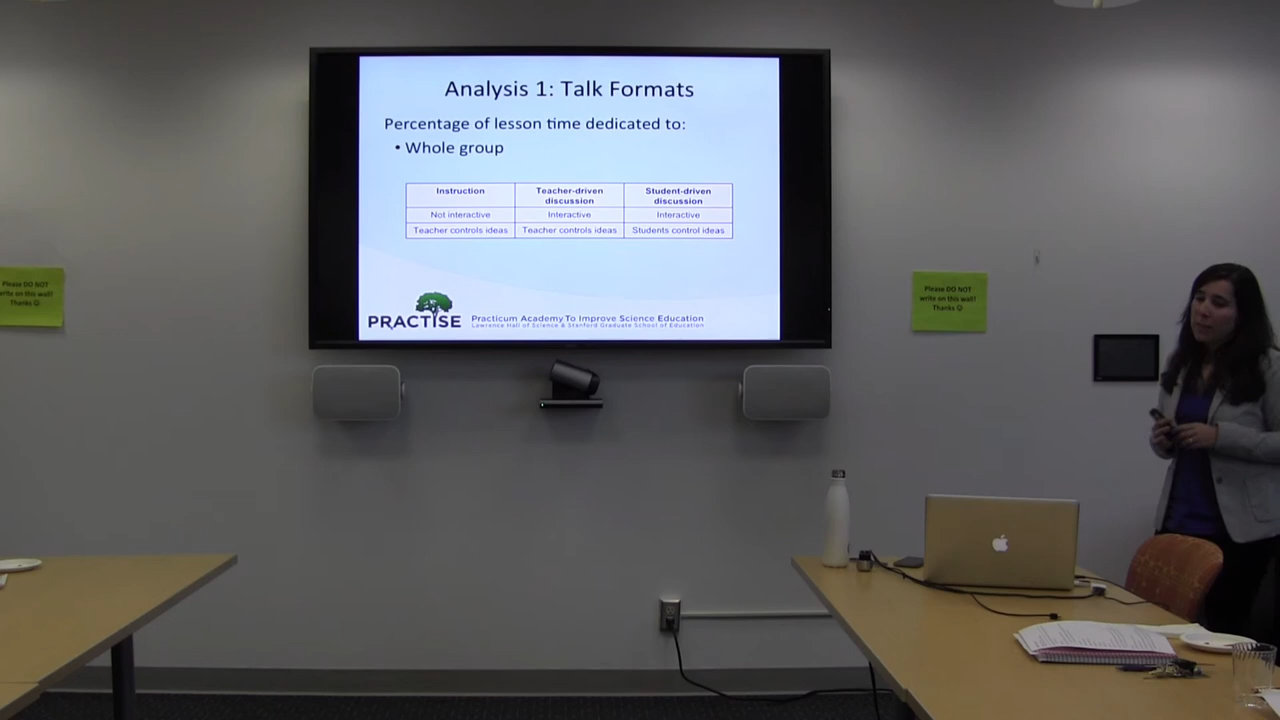 Analysis 1: Talk Formats
Percentage of lesson time dedicated to:
• Whole group
Instruction
Teacher-driven
discussion
Student-driven
discussion
Not interactive
Interactive
Interactive
Teacher controls ideas
Teacher controls ideas
Students control ideas
PRACTISE
Practicum Academy To Improve Science Education
Lawrence Hall of Science & Stanford Graduate School of Education
Please DO NOT
write on this wall!
Thanks ☺
Please DO NOT
write on this wall!
Thanks ☺